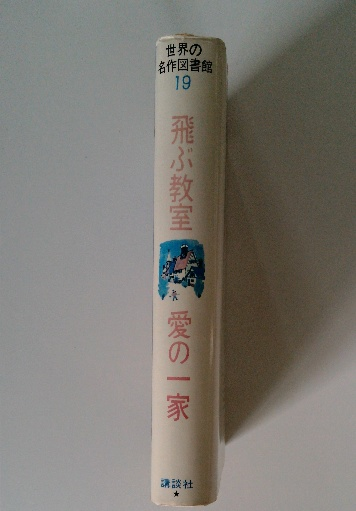 世界の
名作図書館
19
飛ぶ教室
愛の一家
講談社
★